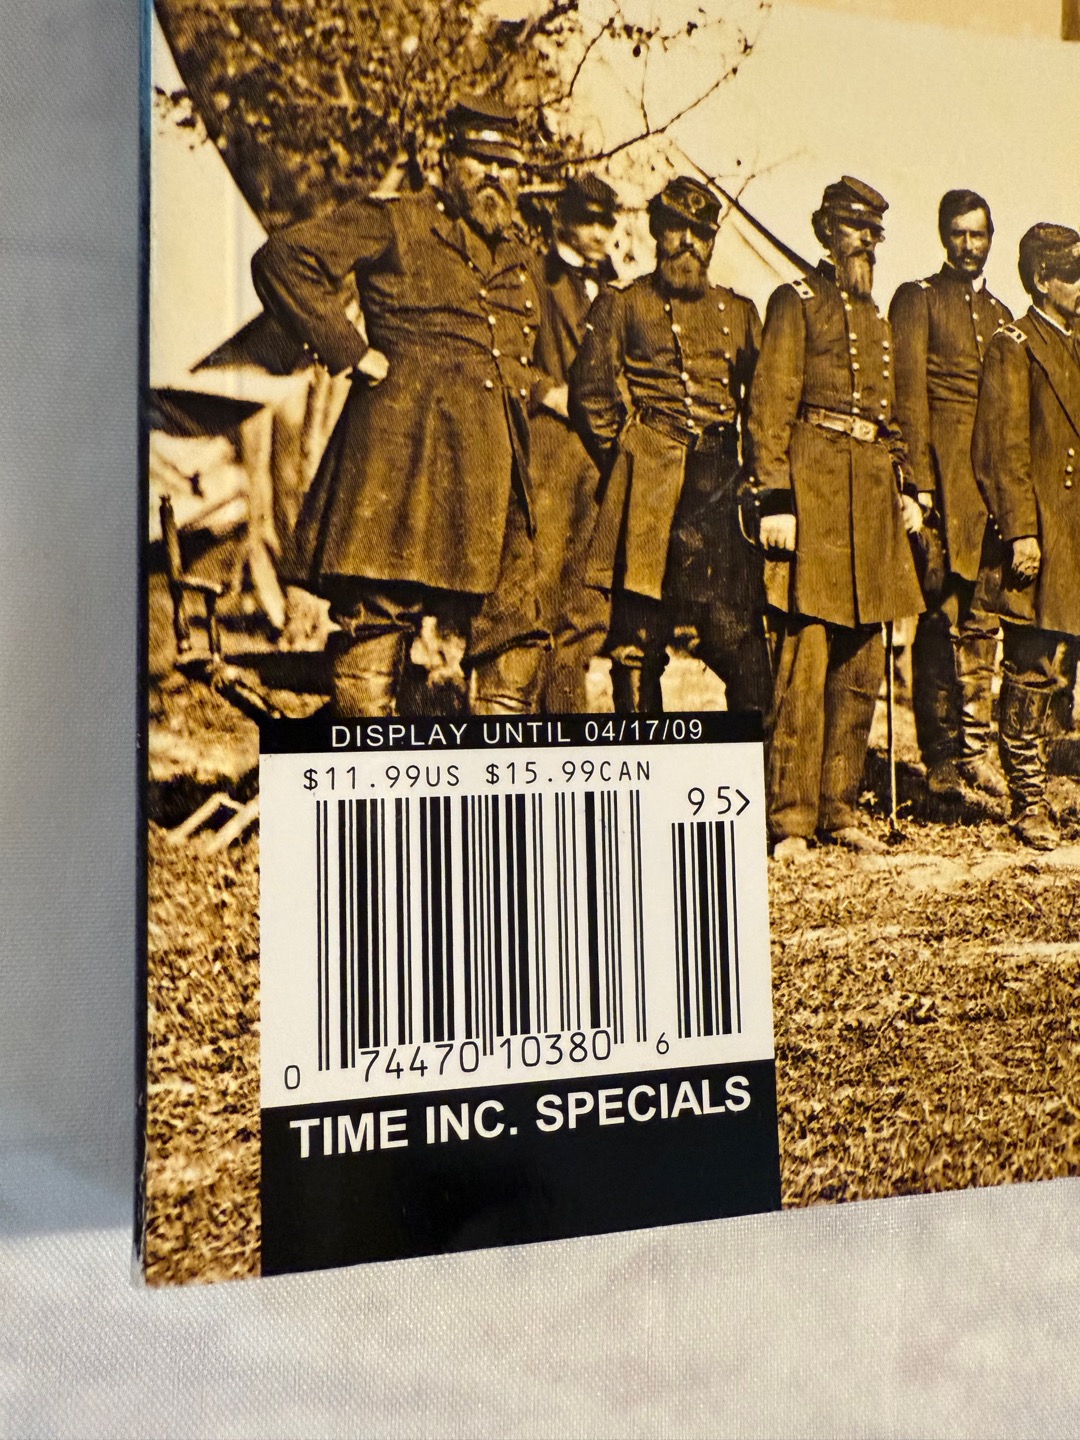 DISPLAY UNTIL 04/17/09
$11.99US $15.99CAN
95>
0 74470 10380 6
TIME INC. SPECIALS